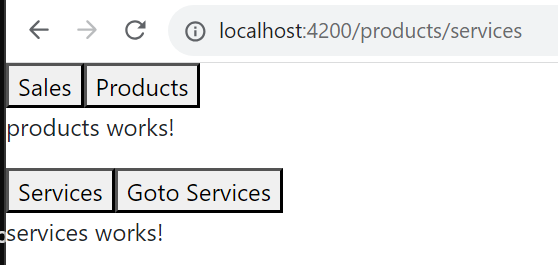 localhost:4200/products/services
Sales Products
products works!
Services Goto Services
services works!